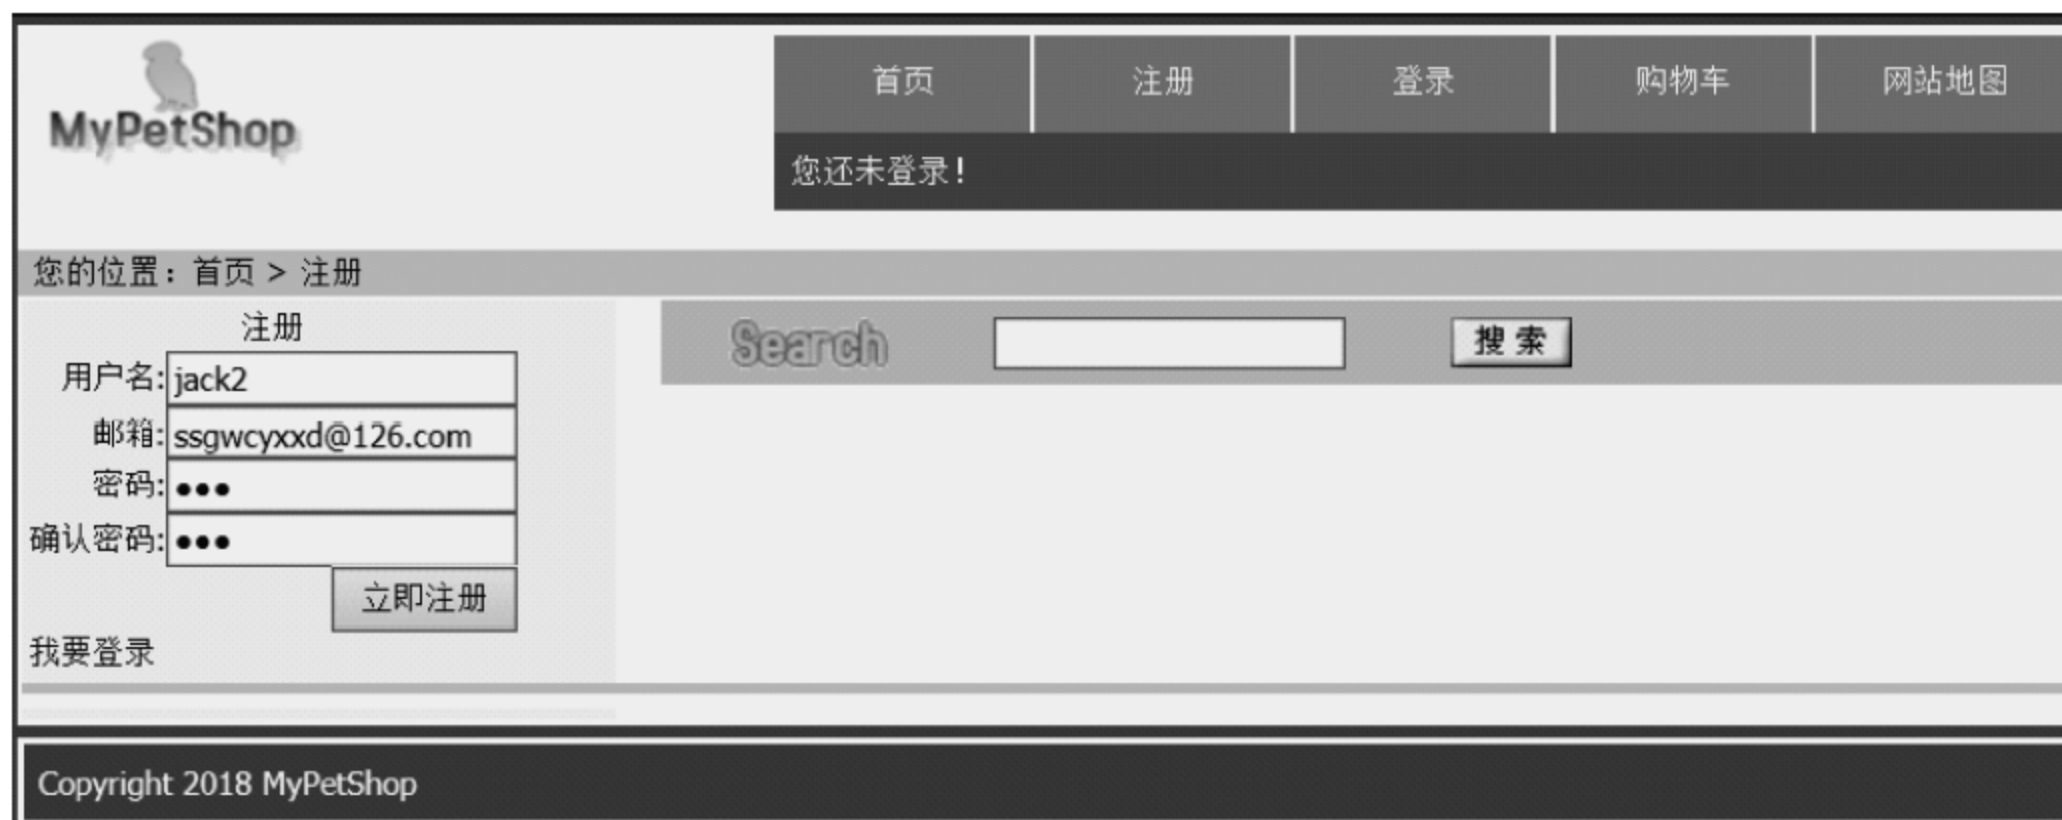 MyPetShop
首页 注册 登录 购物车 网站地图
您还未登录!
您的位置：首页 > 注册
注册
Search 搜 索
用户名: jack2
邮箱: ssgwcyxxd@126.com
密码: ●●●
确认密码: ●●●
立即注册
我要登录
Copyright 2018 MyPetShop